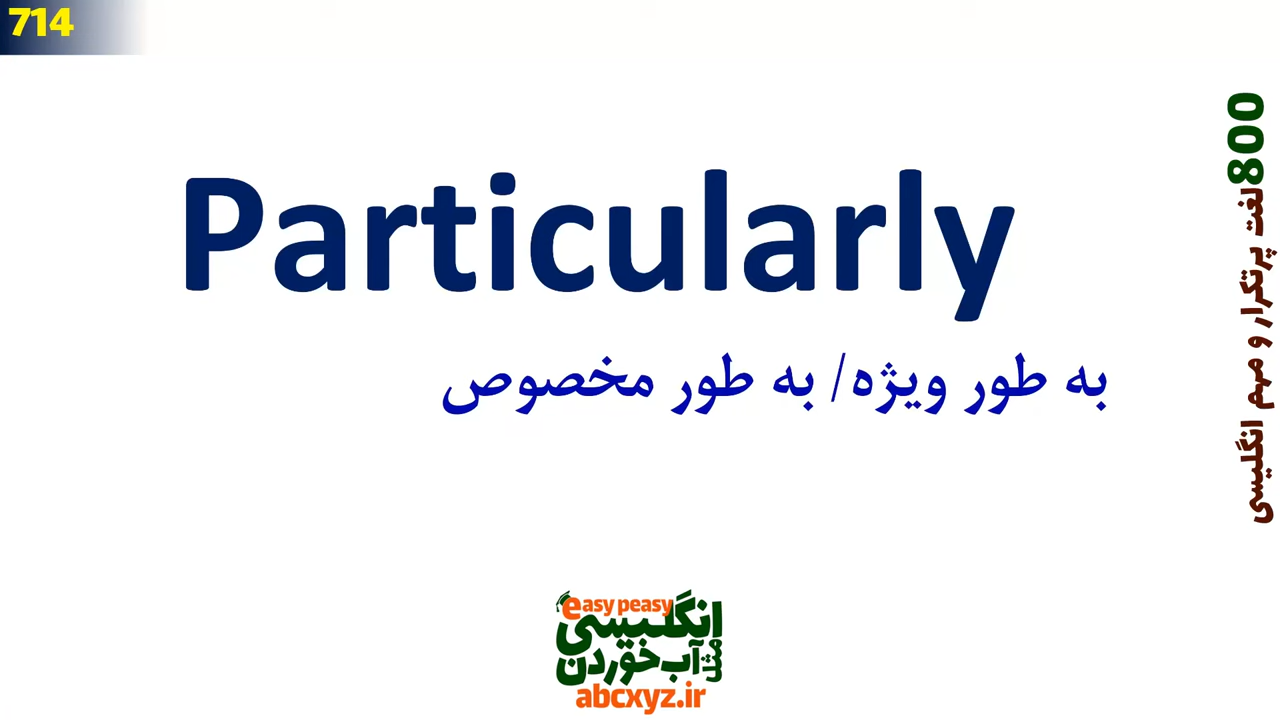 714
Particularly
به طور ویژه/ به طور مخصوص
800 لغت پرتکرار و مهم انگلیسی
easy peasy
انگلیسی
مثل آب خوردن
abcxyz.ir